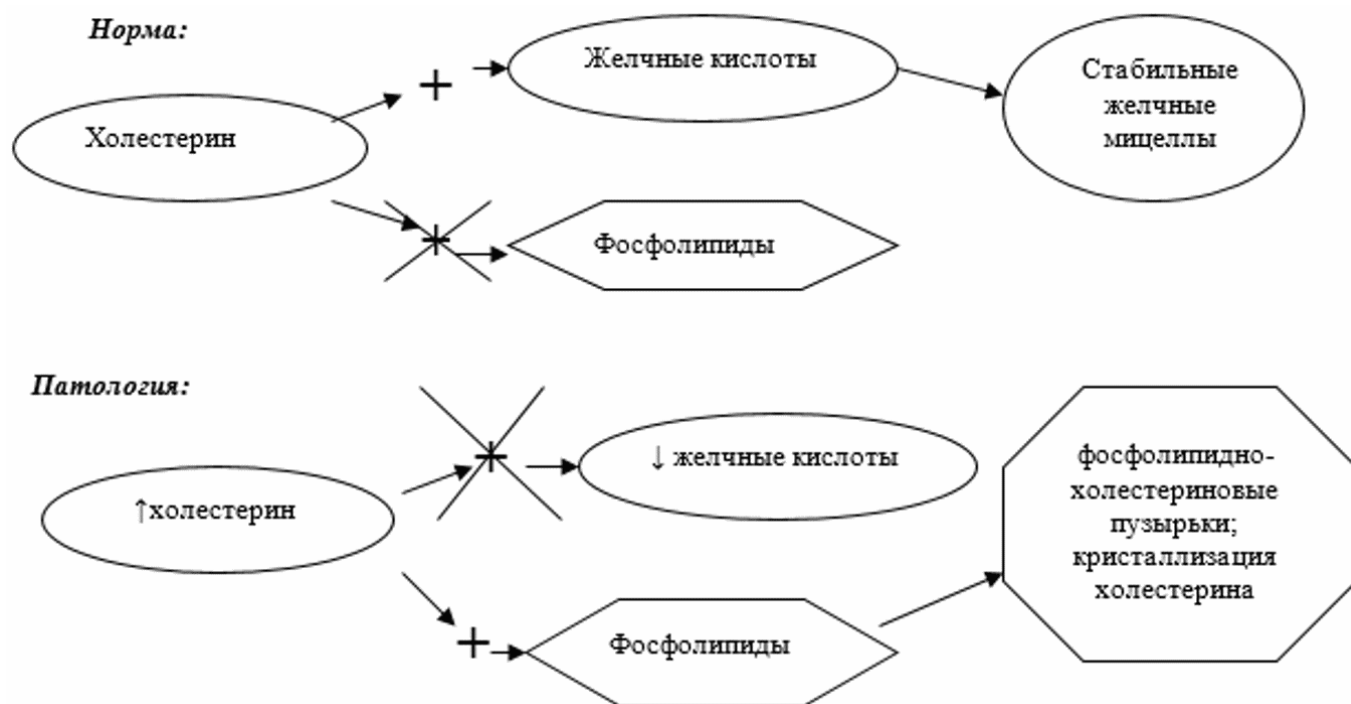 Норма:
Холестерин
+
Желчные кислоты
Стабильные
желчные
мицеллы
+
Фосфолипиды
Патология:
↑холестерин
+
↓ желчные кислоты
+
Фосфолипиды
фосфолипидно-
холестериновые
пузырьки;
кристаллизация
холестерина